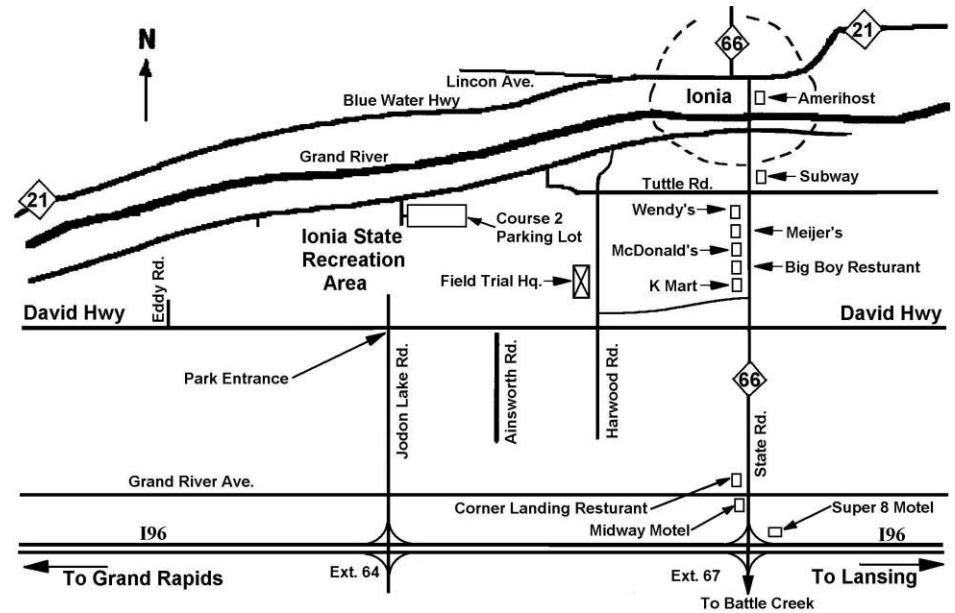 N
66
21
Lincon Ave.
Ionia
Amerihost
Blue Water Hwy
Grand River
Subway
Tuttle Rd.
21
Wendy's
Course 2
Parking Lot
Meijer's
Ionia State
Recreation
Area
McDonald's
Big Boy Resturant
Field Trial Hq.
K Mart
Eddy Rd.
David Hwy
David Hwy
Park Entrance
Jodon Lake Rd.
Ainsworth Rd.
Harwood Rd.
66
State Rd.
Grand River Ave.
Corner Landing Resturant
Super 8 Motel
Midway Motel
I96
I96
To Grand Rapids
Ext. 64
Ext. 67
To Lansing
To Battle Creek